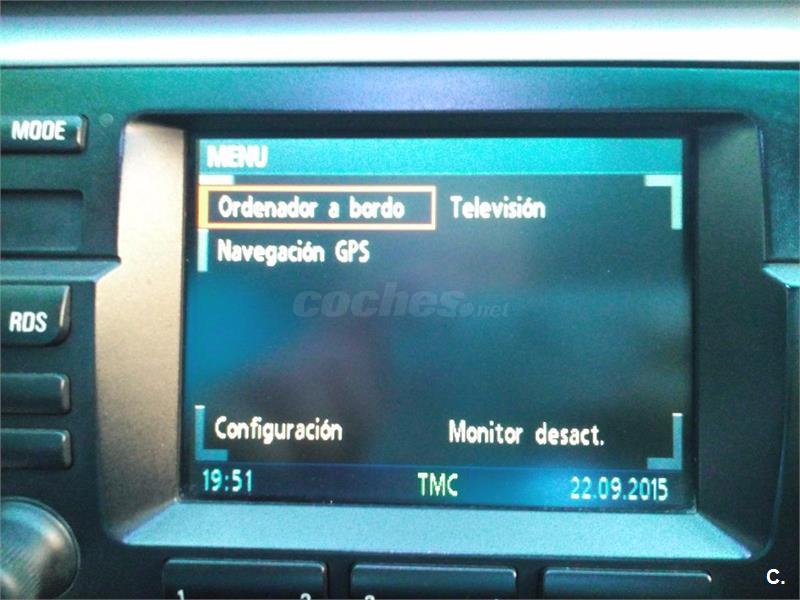 MODE
MENU
Ordenador a bordo Televisión
Navegación GPS
coches.net
RDS
Configuración Monitor desact.
19:51 TMC 22.09.2015
C.